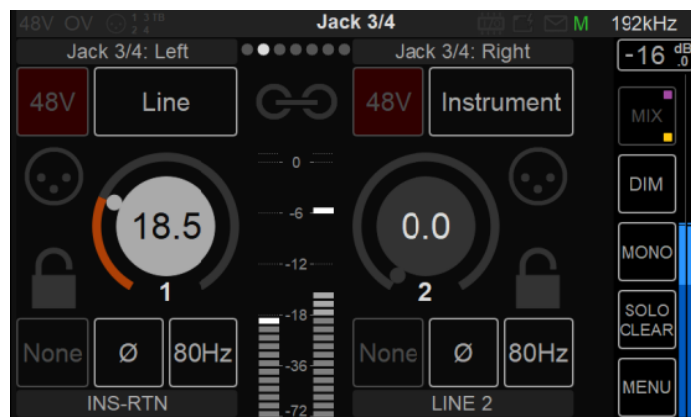 48V OV 1 3 TB Jack 3/4 M 192kHz
2 4
Jack 3/4: Left Jack 3/4: Right -16 dB .0
48V Line 48V Instrument MIX
0
DIM
18.5 -6 0.0
-12 MONO
1 2
-18 SOLO
CLEAR
None Ø 80Hz -36 None Ø 80Hz
MENU
INS-RTN -72 LINE 2